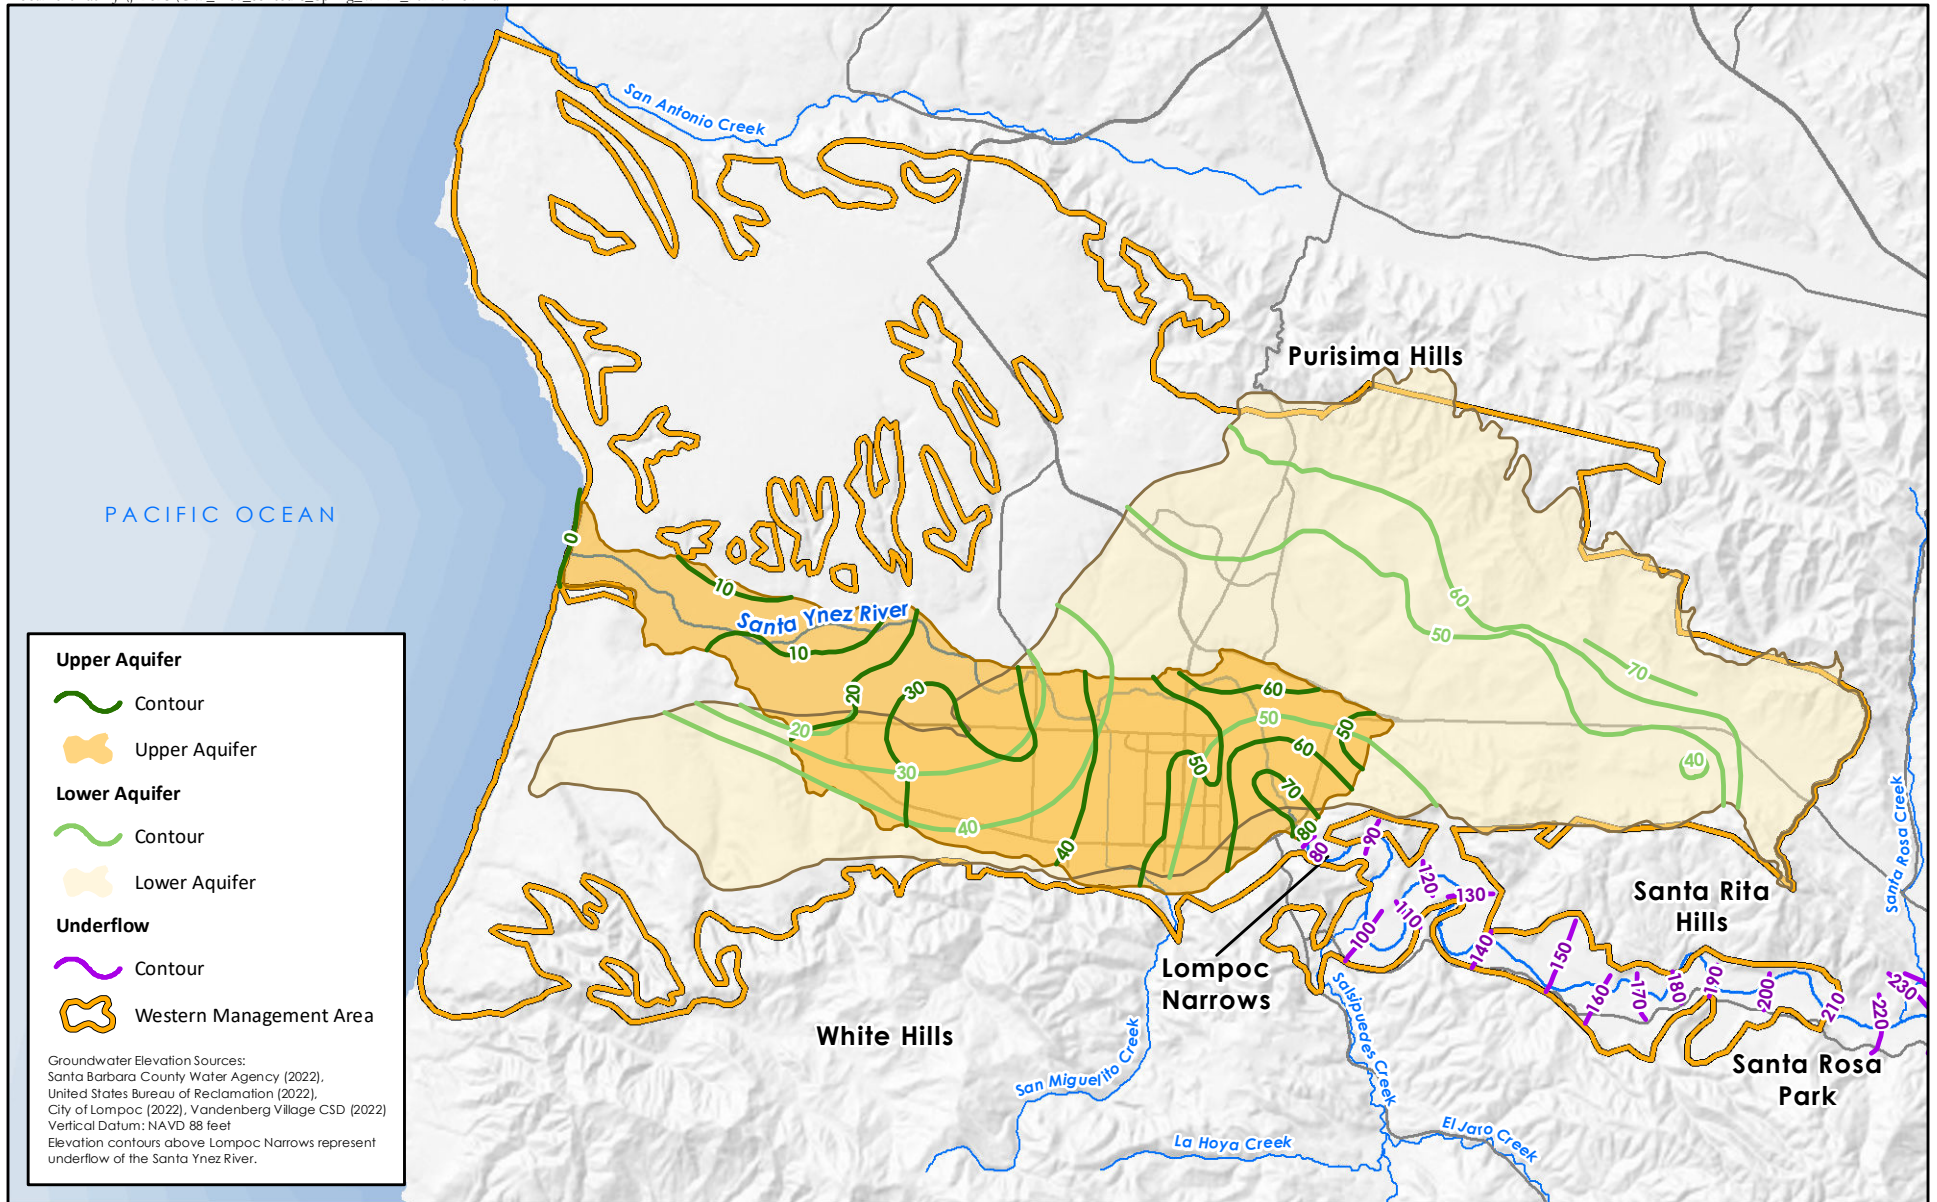 San Antonio Creek
Purisima Hills
PACIFIC OCEAN
0
10
Santa Ynez River
10
20
30
60
50
70
20
30
40
40
60
50
50
60
50
70
80
40
80
90
100
110
120
130
140
150
160
170
180
190
200
210
220
230
Santa Rosa Creek
Santa Rita
Hills
Lompoc
Narrows
White Hills
Santa Rosa
Park
San Miguelito Creek
Salsipuedes Creek
La Hoya Creek
El Jaro Creek
Upper Aquifer
Contour
Upper Aquifer
Lower Aquifer
Contour
Lower Aquifer
Underflow
Contour
Western Management Area
Groundwater Elevation Sources:
Santa Barbara County Water Agency (2022),
United States Bureau of Reclamation (2022),
City of Lompoc (2022), Vandenberg Village CSD (2022)
Vertical Datum: NAVD 88 feet
Elevation contours above Lompoc Narrows represent
underflow of the Santa Ynez River.